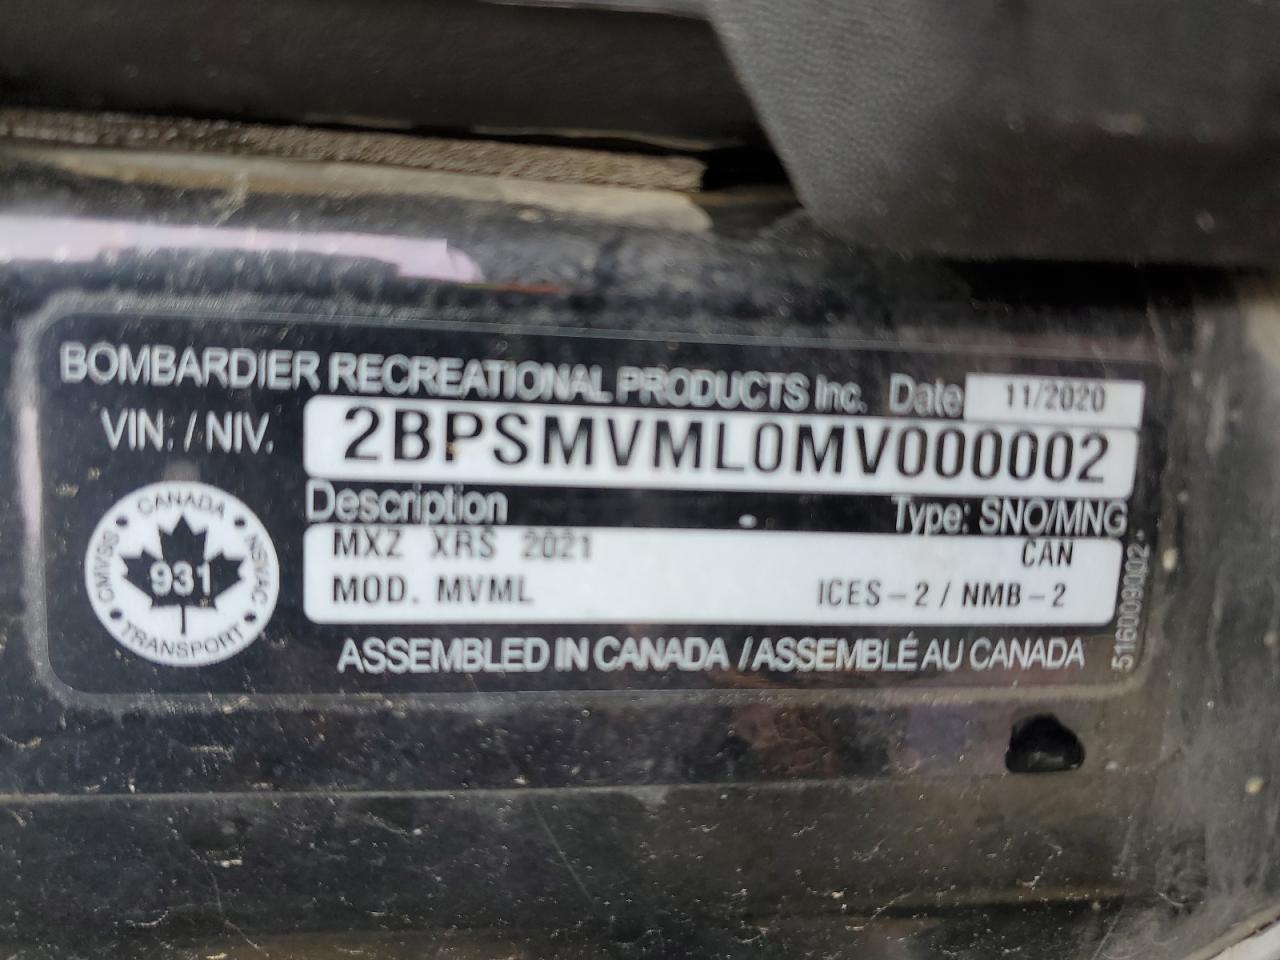 BOMBARDIER RECREATIONAL PRODUCTS Inc. Date 11/2020
VIN. / NIV. 2BPSMVML0MV000002
Description Type: SNO/MNG
MXZ XRS 2021 CAN
MOD. MVML ICES-2 / NMB-2
ASSEMBLED IN CANADA / ASSEMBLÉ AU CANADA
CANADA
CMVSS
NSVAC
931
TRANSPORT
516009002